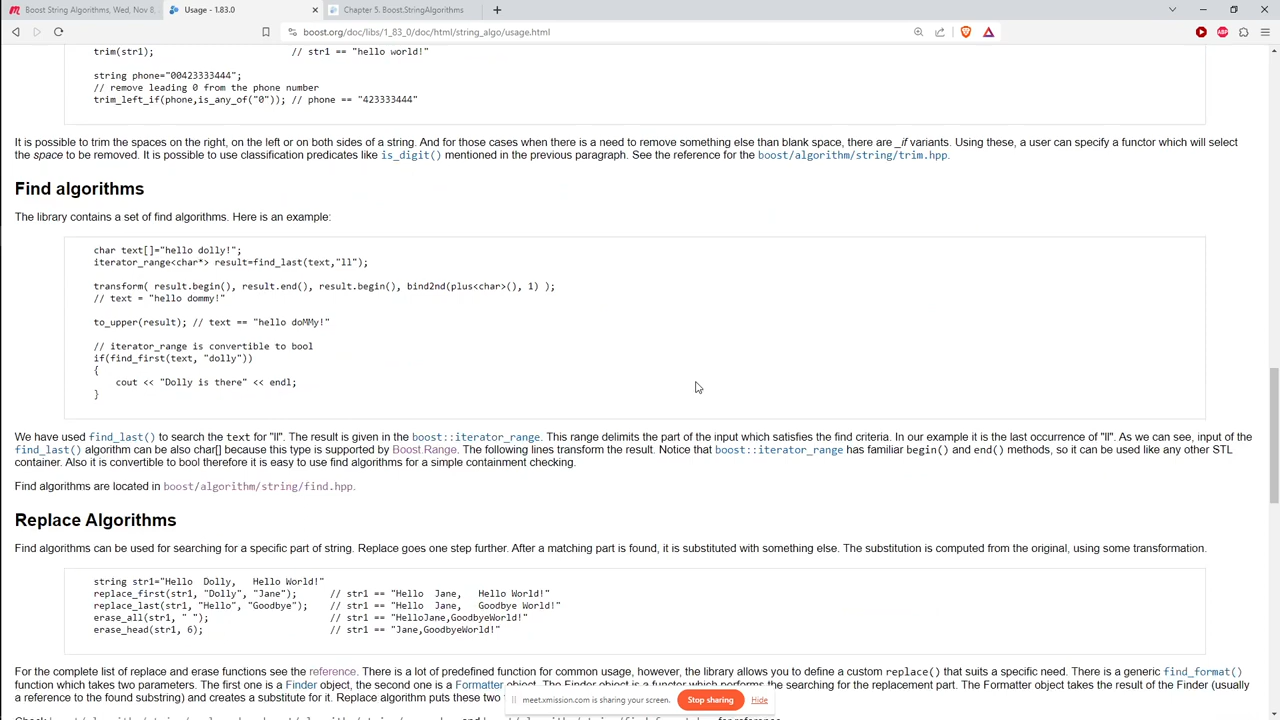 Boost String Algorithms, Wed, Nov 8,
Usage - 1.83.0
Chapter 5. Boost.StringAlgorithms
boost.org/doc/libs/1_83_0/doc/html/string_algo/usage.html
trim(str1); // str1 == "hello world!"
string phone="00423333444";
// remove leading 0 from the phone number
trim_left_if(phone,is_any_of("0")); // phone == "423333444"
It is possible to trim the spaces on the right, on the left or on both sides of a string. And for those cases when there is a need to remove something else than blank space, there are _if variants. Using these, a user can specify a functor which will select
the space to be removed. It is possible to use classification predicates like is_digit() mentioned in the previous paragraph. See the reference for the boost/algorithm/string/trim.hpp.
Find algorithms
The library contains a set of find algorithms. Here is an example:
char text[]="hello dolly!";
iterator_range<char*> result=find_last(text,"ll");
transform( result.begin(), result.end(), result.begin(), bind2nd(plus<char>(), 1) );
// text = "hello dommy!"
to_upper(result); // text == "hello doMMy!"
// iterator_range is convertible to bool
if(find_first(text, "dolly"))
{
cout << "Dolly is there" << endl;
}
We have used find_last() to search the text for "ll". The result is given in the boost::iterator_range. This range delimits the part of the input which satisfies the find criteria. In our example it is the last occurrence of "ll". As we can see, input of the
find_last() algorithm can be also char[] because this type is supported by Boost.Range. The following lines transform the result. Notice that boost::iterator_range has familiar begin() and end() methods, so it can be used like any other STL
container. Also it is convertible to bool therefore it is easy to use find algorithms for a simple containment checking.
Find algorithms are located in boost/algorithm/string/find.hpp.
Replace Algorithms
Find algorithms can be used for searching for a specific part of string. Replace goes one step further. After a matching part is found, it is substituted with something else. The substitution is computed from the original, using some transformation.
string str1="Hello  Dolly,   Hello World!"
replace_first(str1, "Dolly", "Jane"); // str1 == "Hello  Jane,   Hello World!"
replace_last(str1, "Hello", "Goodbye"); // str1 == "Hello  Jane,   Goodbye World!"
erase_all(str1, " "); // str1 == "HelloJane,GoodbyeWorld!"
erase_head(str1, 6); // str1 == "Jane,GoodbyeWorld!"
For the complete list of replace and erase functions see the reference. There is a lot of predefined function for common usage, however, the library allows you to define a custom replace() that suits a specific need. There is a generic find_format()
function which takes two parameters. The first one is a Finder object, the second one is a Formatter object. The Finder object is a functor which performs the searching for the replacement part. The Formatter object takes the result of the Finder (usually
a reference to the found substring) and creates a substitute for it. Replace algorithm puts these two
meet.xmission.com is sharing your screen.
Stop sharing
Hide